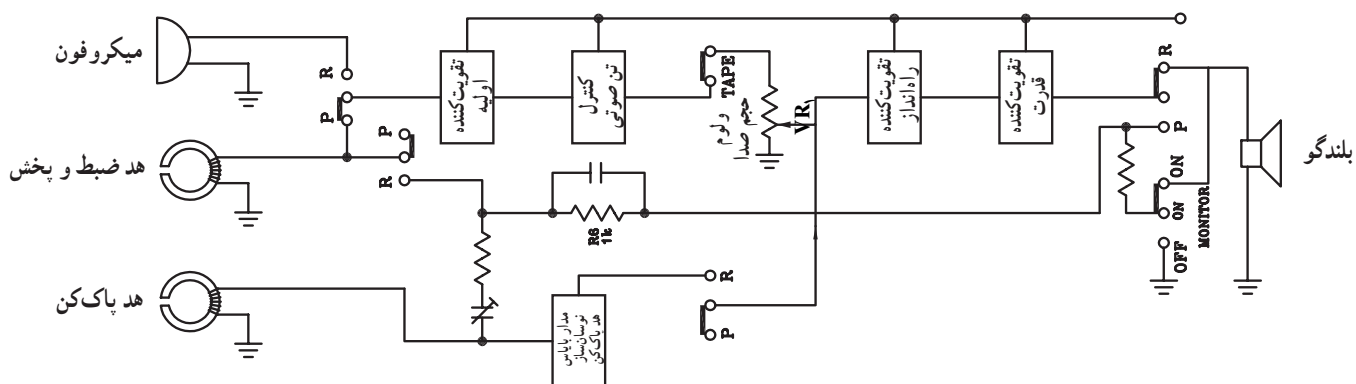 میکروفون
R
P
تقویت‌کننده
اولیه
کنترل
تن صوتی
TAPE
ولوم
حجم صدا
VR
تقویت‌کننده
راه‌انداز
تقویت‌کننده
قدرت
R
P
بلندگو
هد ضبط و پخش
P
R
R6
1k
ON
ON
OFF
MONITOR
هد پاک‌کن
مدار بایاس
نوسان‌ساز
هد پاک‌کن
R
P